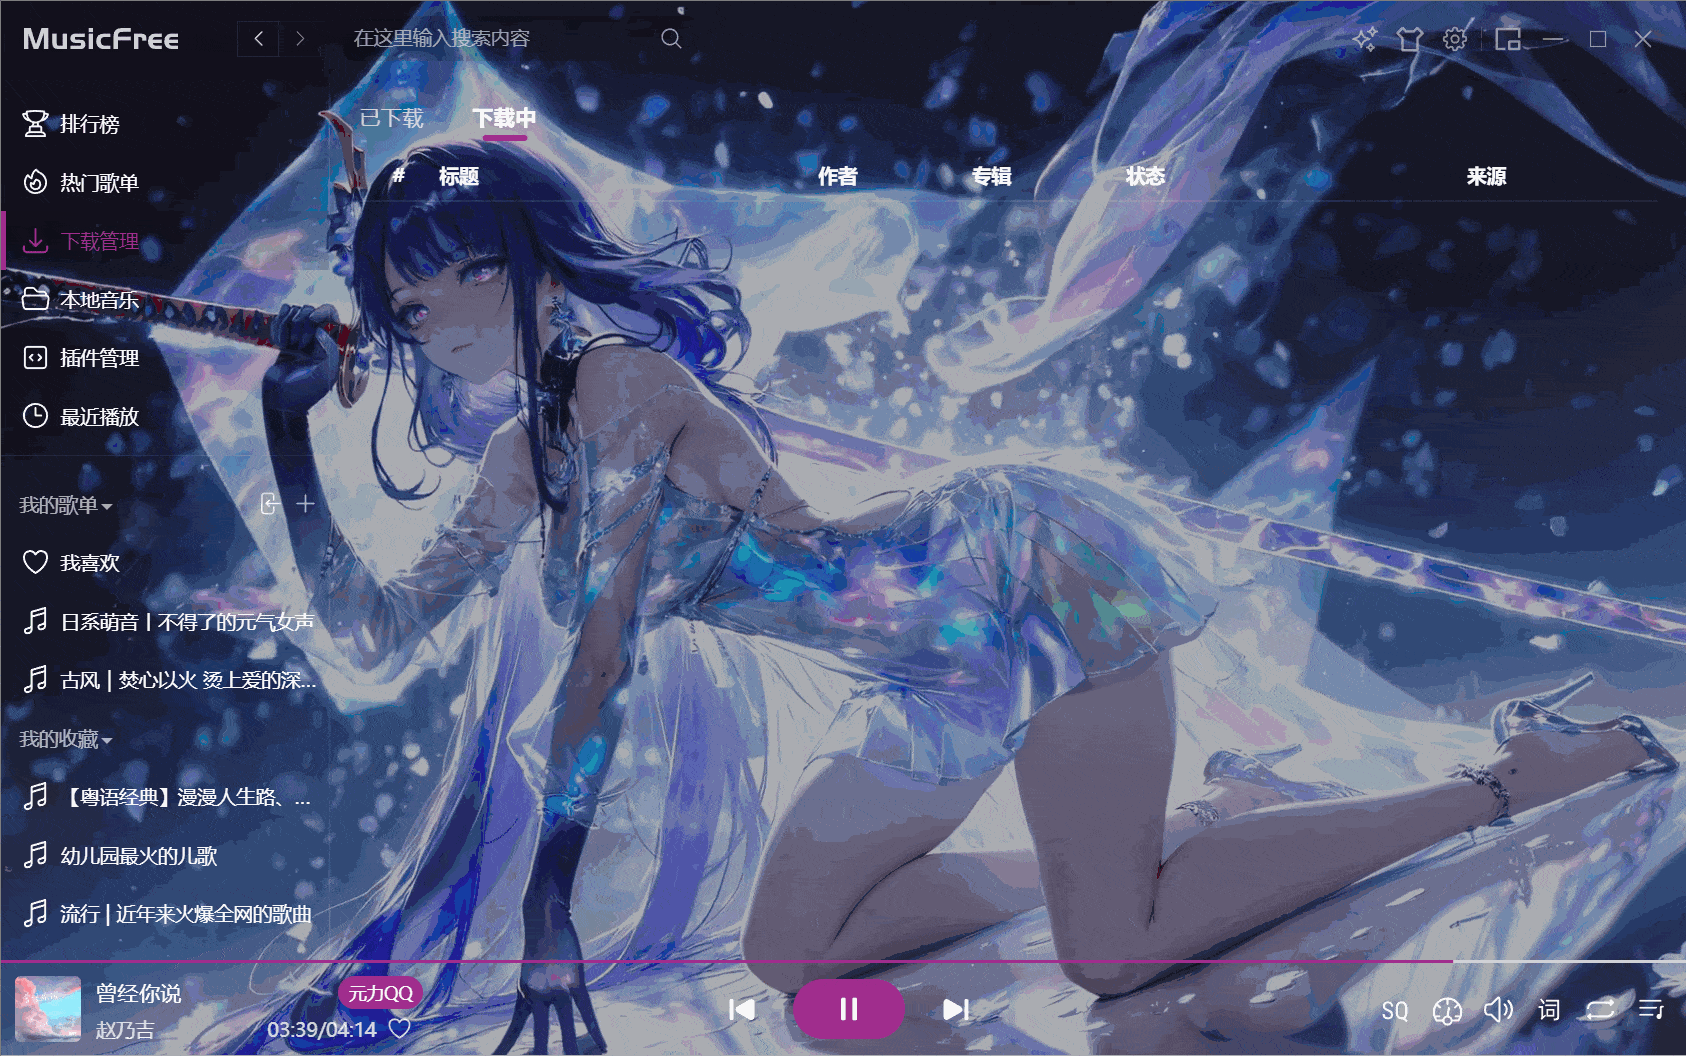 MusicFree
在这里输入搜索内容
排行榜
热门歌单
下载管理
本地音乐
插件管理
最近播放
我的歌单
我喜欢
日系萌音 | 不得了的元气女声
古风 | 焚心以火 烫上爱的深...
我的收藏
【粤语经典】漫漫人生路、...
幼儿园最火的儿歌
流行 | 近年来火爆全网的歌曲
已下载 下载中
# 标题 作者 专辑 状态 来源
曾经你说 元力QQ
赵乃吉 03:39/04:14
SQ 词